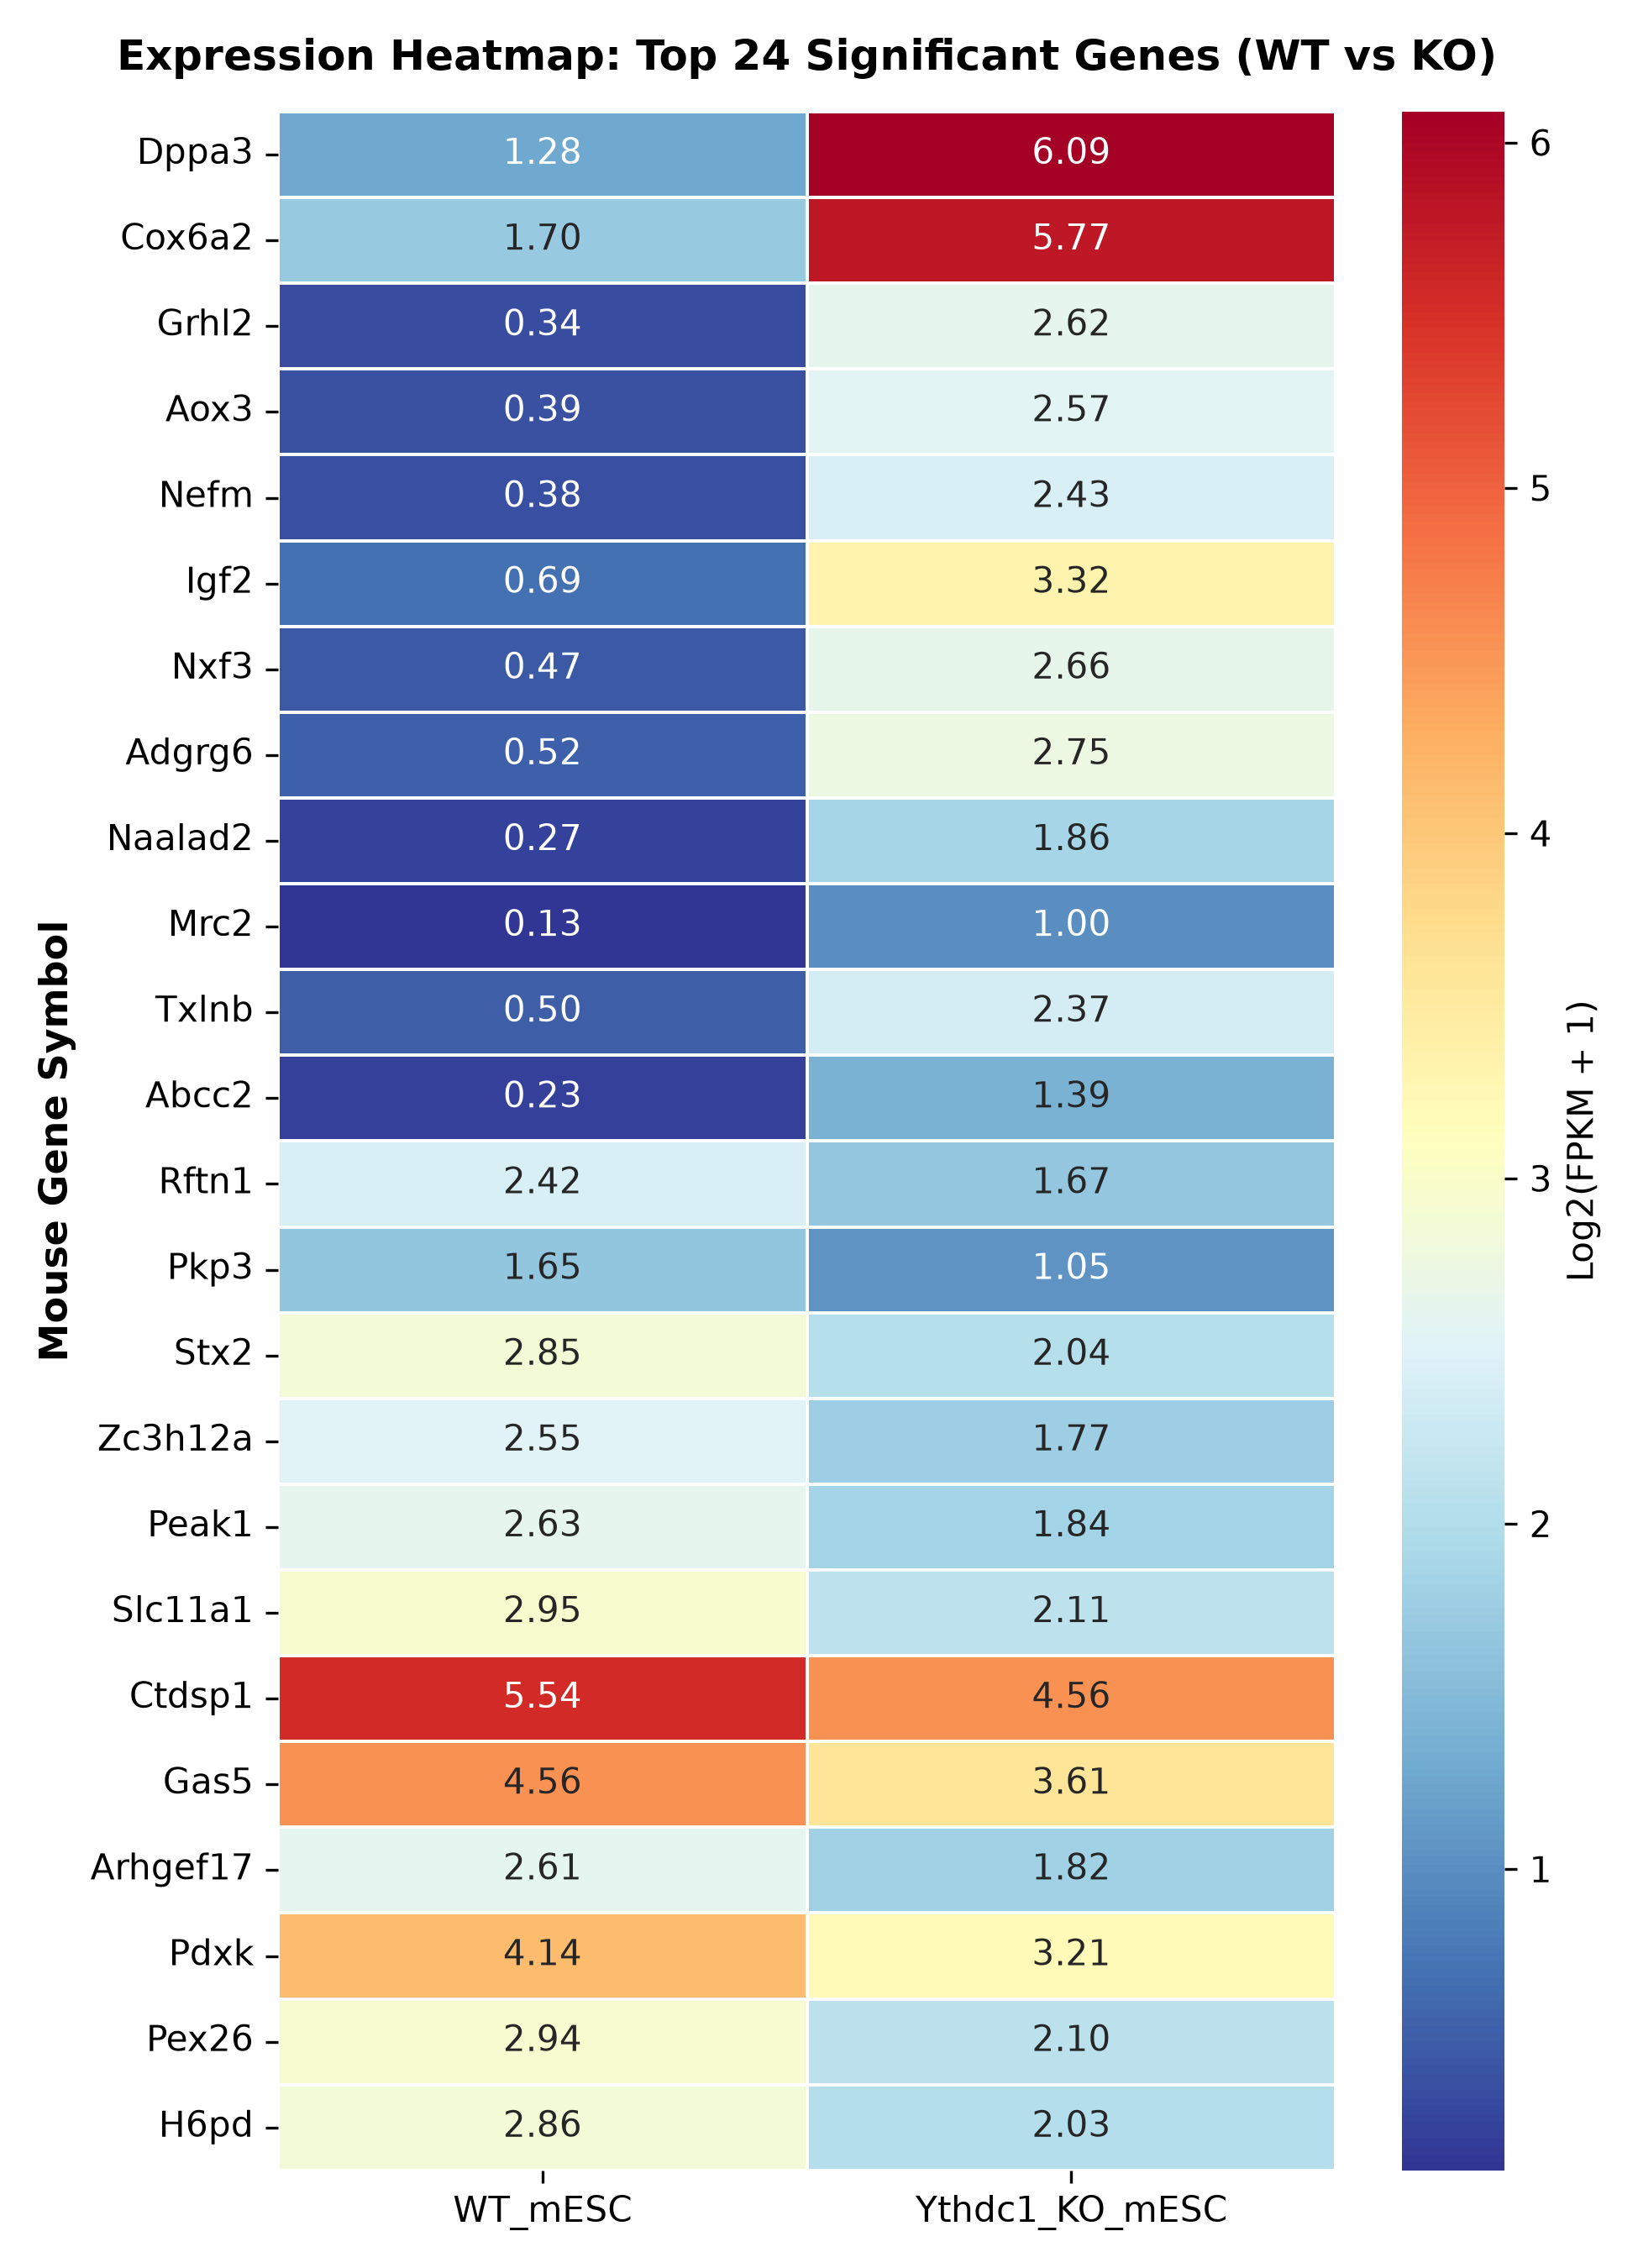 Expression Heatmap: Top 24 Significant Genes (WT vs KO)
Mouse Gene Symbol
Dppa3 1.28 6.09
Cox6a2 1.70 5.77
Grhl2 0.34 2.62
Aox3 0.39 2.57
Nefm 0.38 2.43
Igf2 0.69 3.32
Nxf3 0.47 2.66
Adgrg6 0.52 2.75
Naalad2 0.27 1.86
Mrc2 0.13 1.00
Txlnb 0.50 2.37
Abcc2 0.23 1.39
Rftn1 2.42 1.67
Pkp3 1.65 1.05
Stx2 2.85 2.04
Zc3h12a 2.55 1.77
Peak1 2.63 1.84
Slc11a1 2.95 2.11
Ctdsp1 5.54 4.56
Gas5 4.56 3.61
Arhgef17 2.61 1.82
Pdxk 4.14 3.21
Pex26 2.94 2.10
H6pd 2.86 2.03
WT_mESC Ythdc1_KO_mESC
6
5
4
3
2
1
Log2(FPKM + 1)